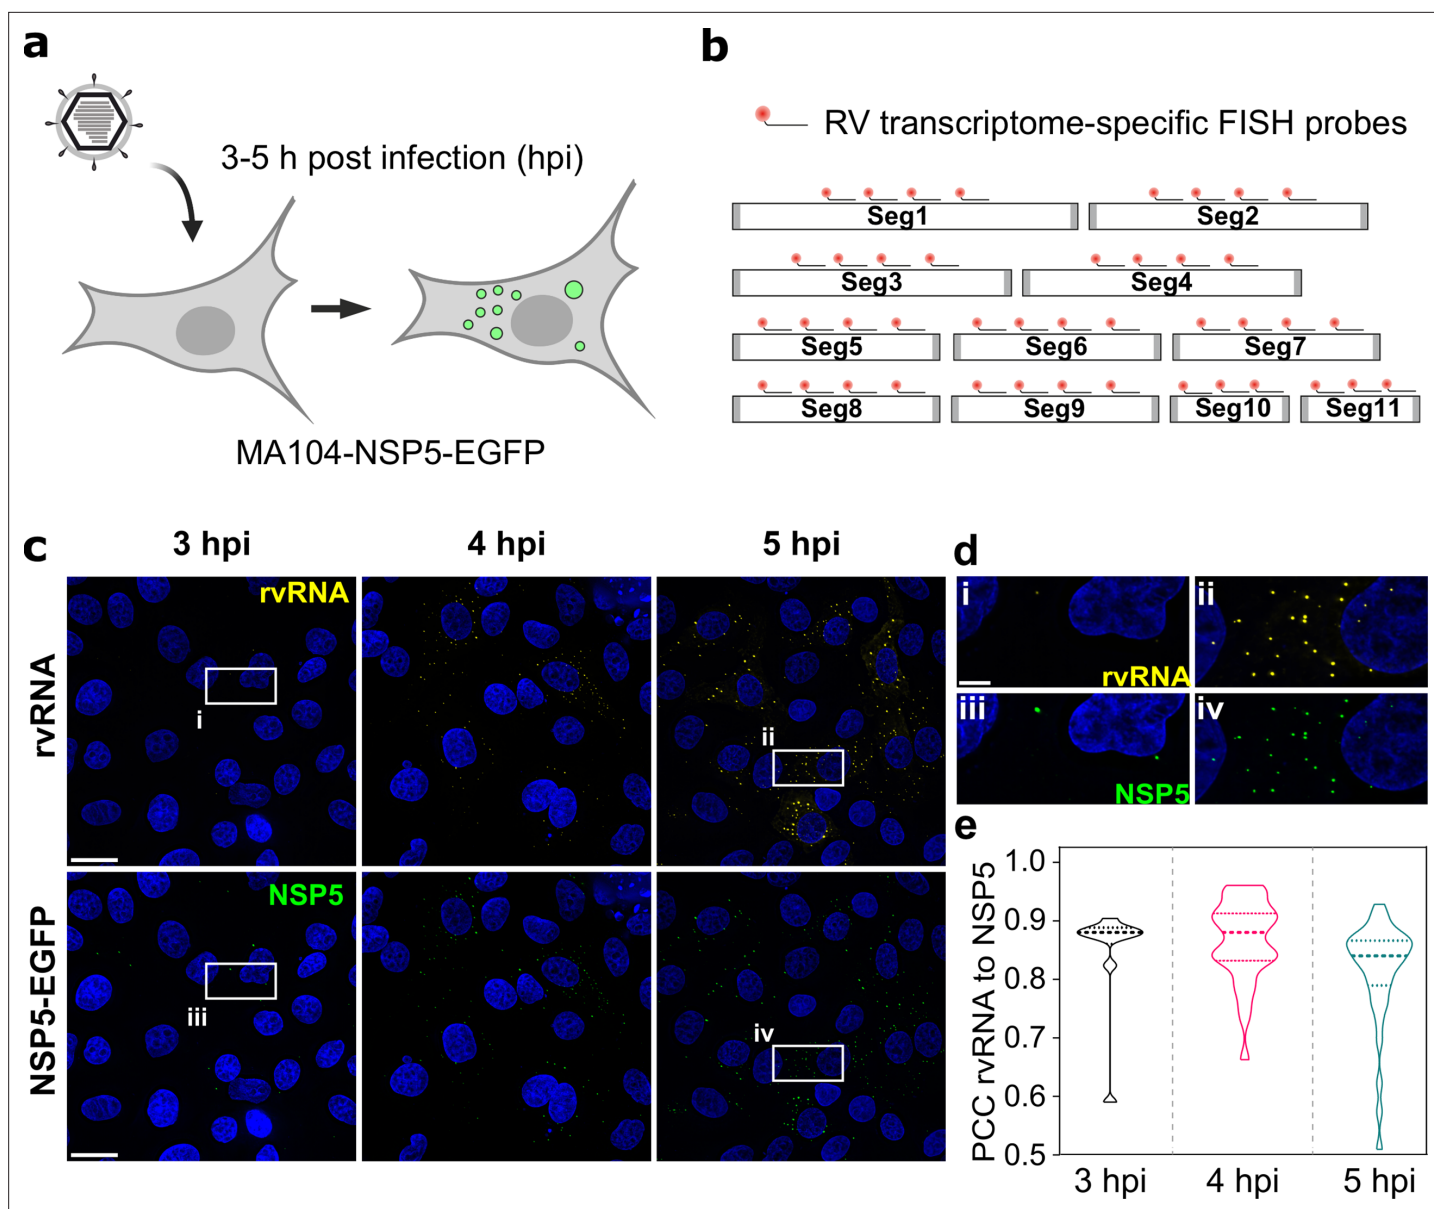 a
3-5 h post infection (hpi)
MA104-NSP5-EGFP
b
RV transcriptome-specific FISH probes
Seg1
Seg2
Seg3
Seg4
Seg5
Seg6
Seg7
Seg8
Seg9
Seg10
Seg11
c
3 hpi
4 hpi
5 hpi
rvRNA
rvRNA
i
ii
NSP5-EGFP
NSP5
iii
iv
d
i
rvRNA
ii
iii
NSP5
iv
e
PCC rvRNA to NSP5
1.0
0.9
0.8
0.7
0.6
0.5
3 hpi
4 hpi
5 hpi